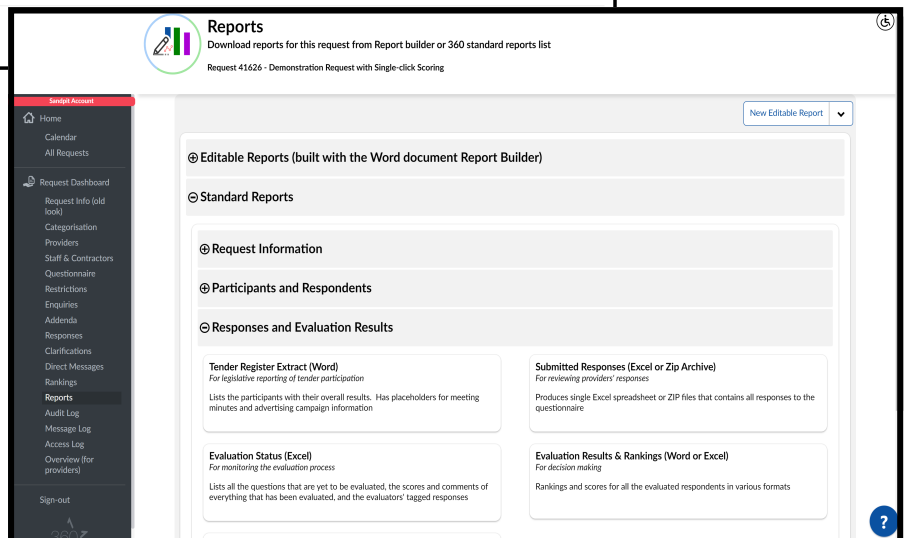 Reports
Download reports for this request from Report builder or 360 standard reports list
Request 41626 - Demonstration Request with Single-click Scoring
Sandpit Account
Home
Calendar
All Requests
Request Dashboard
Request Info (old
look)
Categorisation
Providers
Staff & Contractors
Questionnaire
Restrictions
Enquiries
Addenda
Responses
Clarifications
Direct Messages
Rankings
Reports
Audit Log
Message Log
Access Log
Overview (for
providers)
Sign-out
New Editable Report
Editable Reports (built with the Word document Report Builder)
Standard Reports
Request Information
Participants and Respondents
Responses and Evaluation Results
Tender Register Extract (Word)
For legislative reporting of tender participation
Lists the participants with their overall results. Has placeholders for meeting
minutes and advertising campaign information
Submitted Responses (Excel or Zip Archive)
For reviewing providers' responses
Produces single Excel spreadsheet or ZIP files that contains all responses to the
questionnaire
Evaluation Status (Excel)
For monitoring the evaluation process
Lists all the questions that are yet to be evaluated, the scores and comments of
everything that has been evaluated, and the evaluators' tagged responses
Evaluation Results & Rankings (Word or Excel)
For decision making
Rankings and scores for all the evaluated respondents in various formats
?